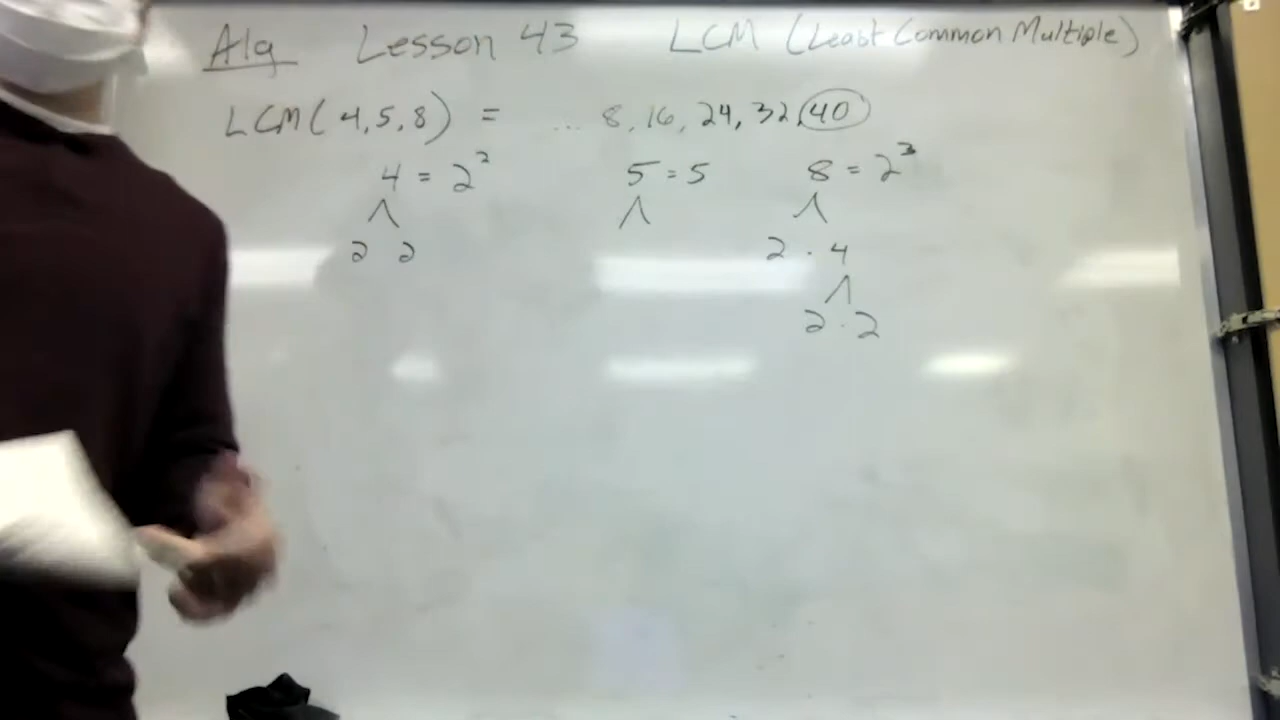 Alg Lesson 43 LCM (Least Common Multiple)
LCM(4,5,8) = ... 8, 16, 24, 32, 40
4 = 2² 5 = 5 8 = 2³
2 2 2 · 4
2 · 2